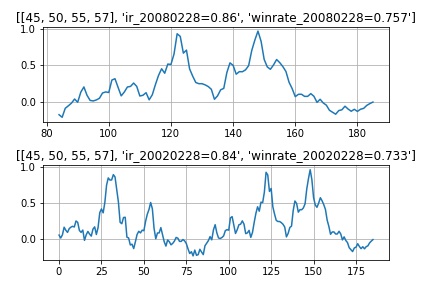 [[45, 50, 55, 57], 'ir_20080228=0.86', 'winrate_20080228=0.757']
1.0
0.5
0.0
80 100 120 140 160 180
[[45, 50, 55, 57], 'ir_20020228=0.84', 'winrate_20020228=0.733']
1.0
0.5
0.0
0 25 50 75 100 125 150 175